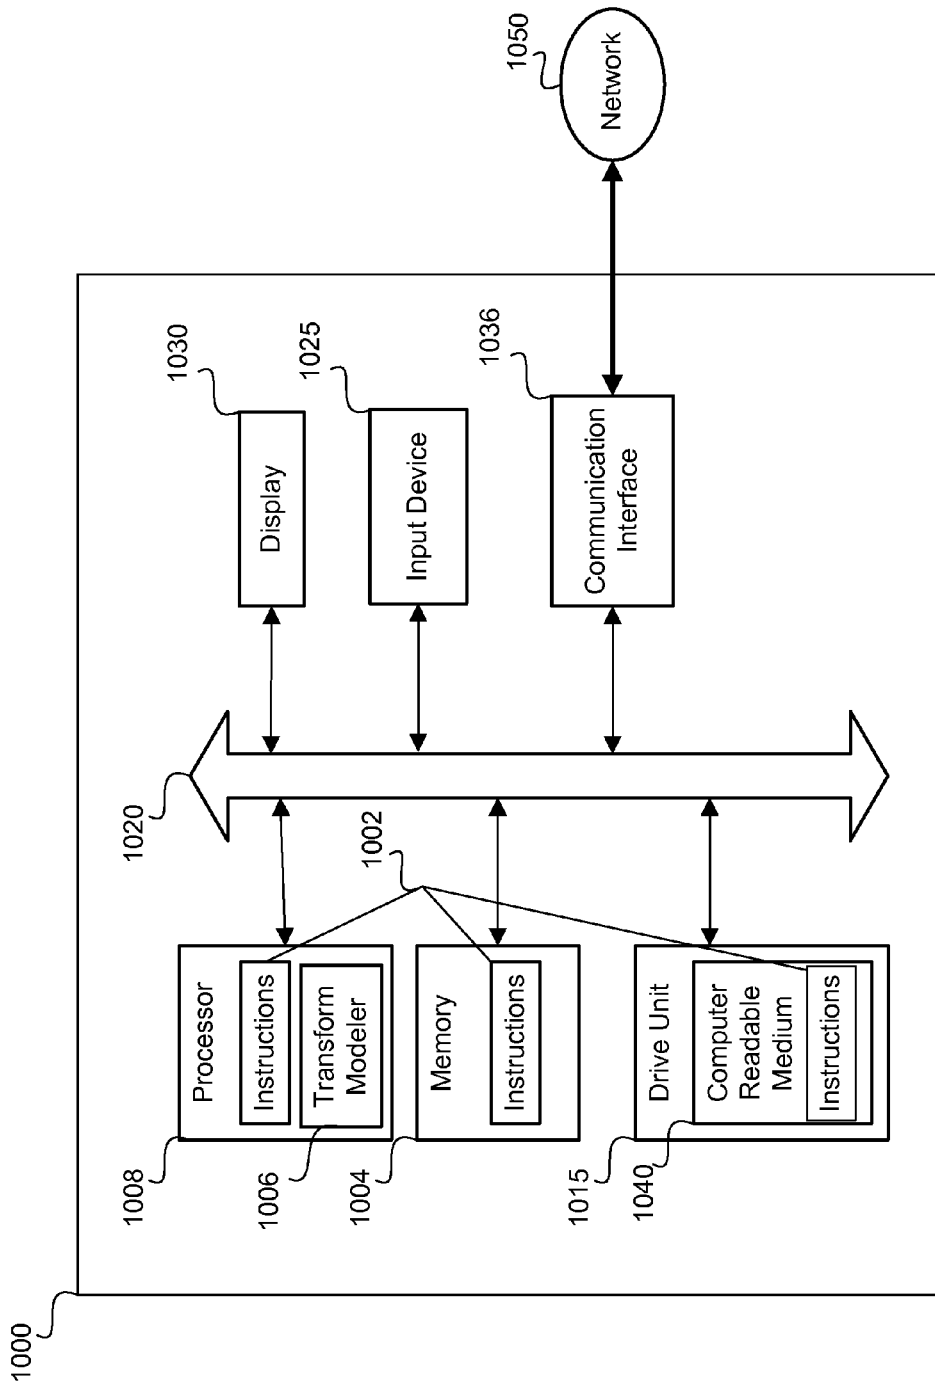 1000
1008
Processor
Instructions
1006
Transform
Modeler
1004
Memory
Instructions
1002
1015
Drive Unit
1040
Computer
Readable
Medium
Instructions
1020
1030
Display
1025
Input Device
1036
Communication
Interface
1050
Network